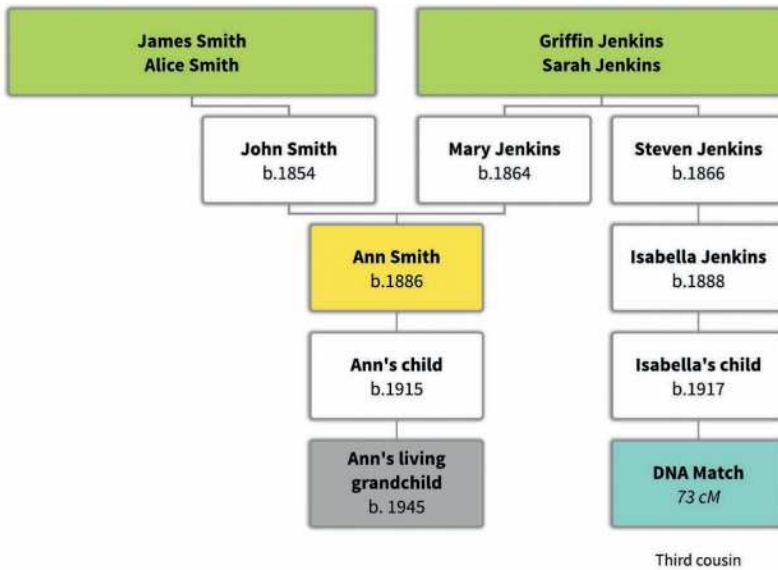 James Smith
Alice Smith
Griffin Jenkins
Sarah Jenkins
John Smith
b.1854
Mary Jenkins
b.1864
Steven Jenkins
b.1866
Ann Smith
b.1886
Isabella Jenkins
b.1888
Ann's child
b.1915
Isabella's child
b.1917
Ann's living
grandchild
b. 1945
DNA Match
73 cM
Third cousin